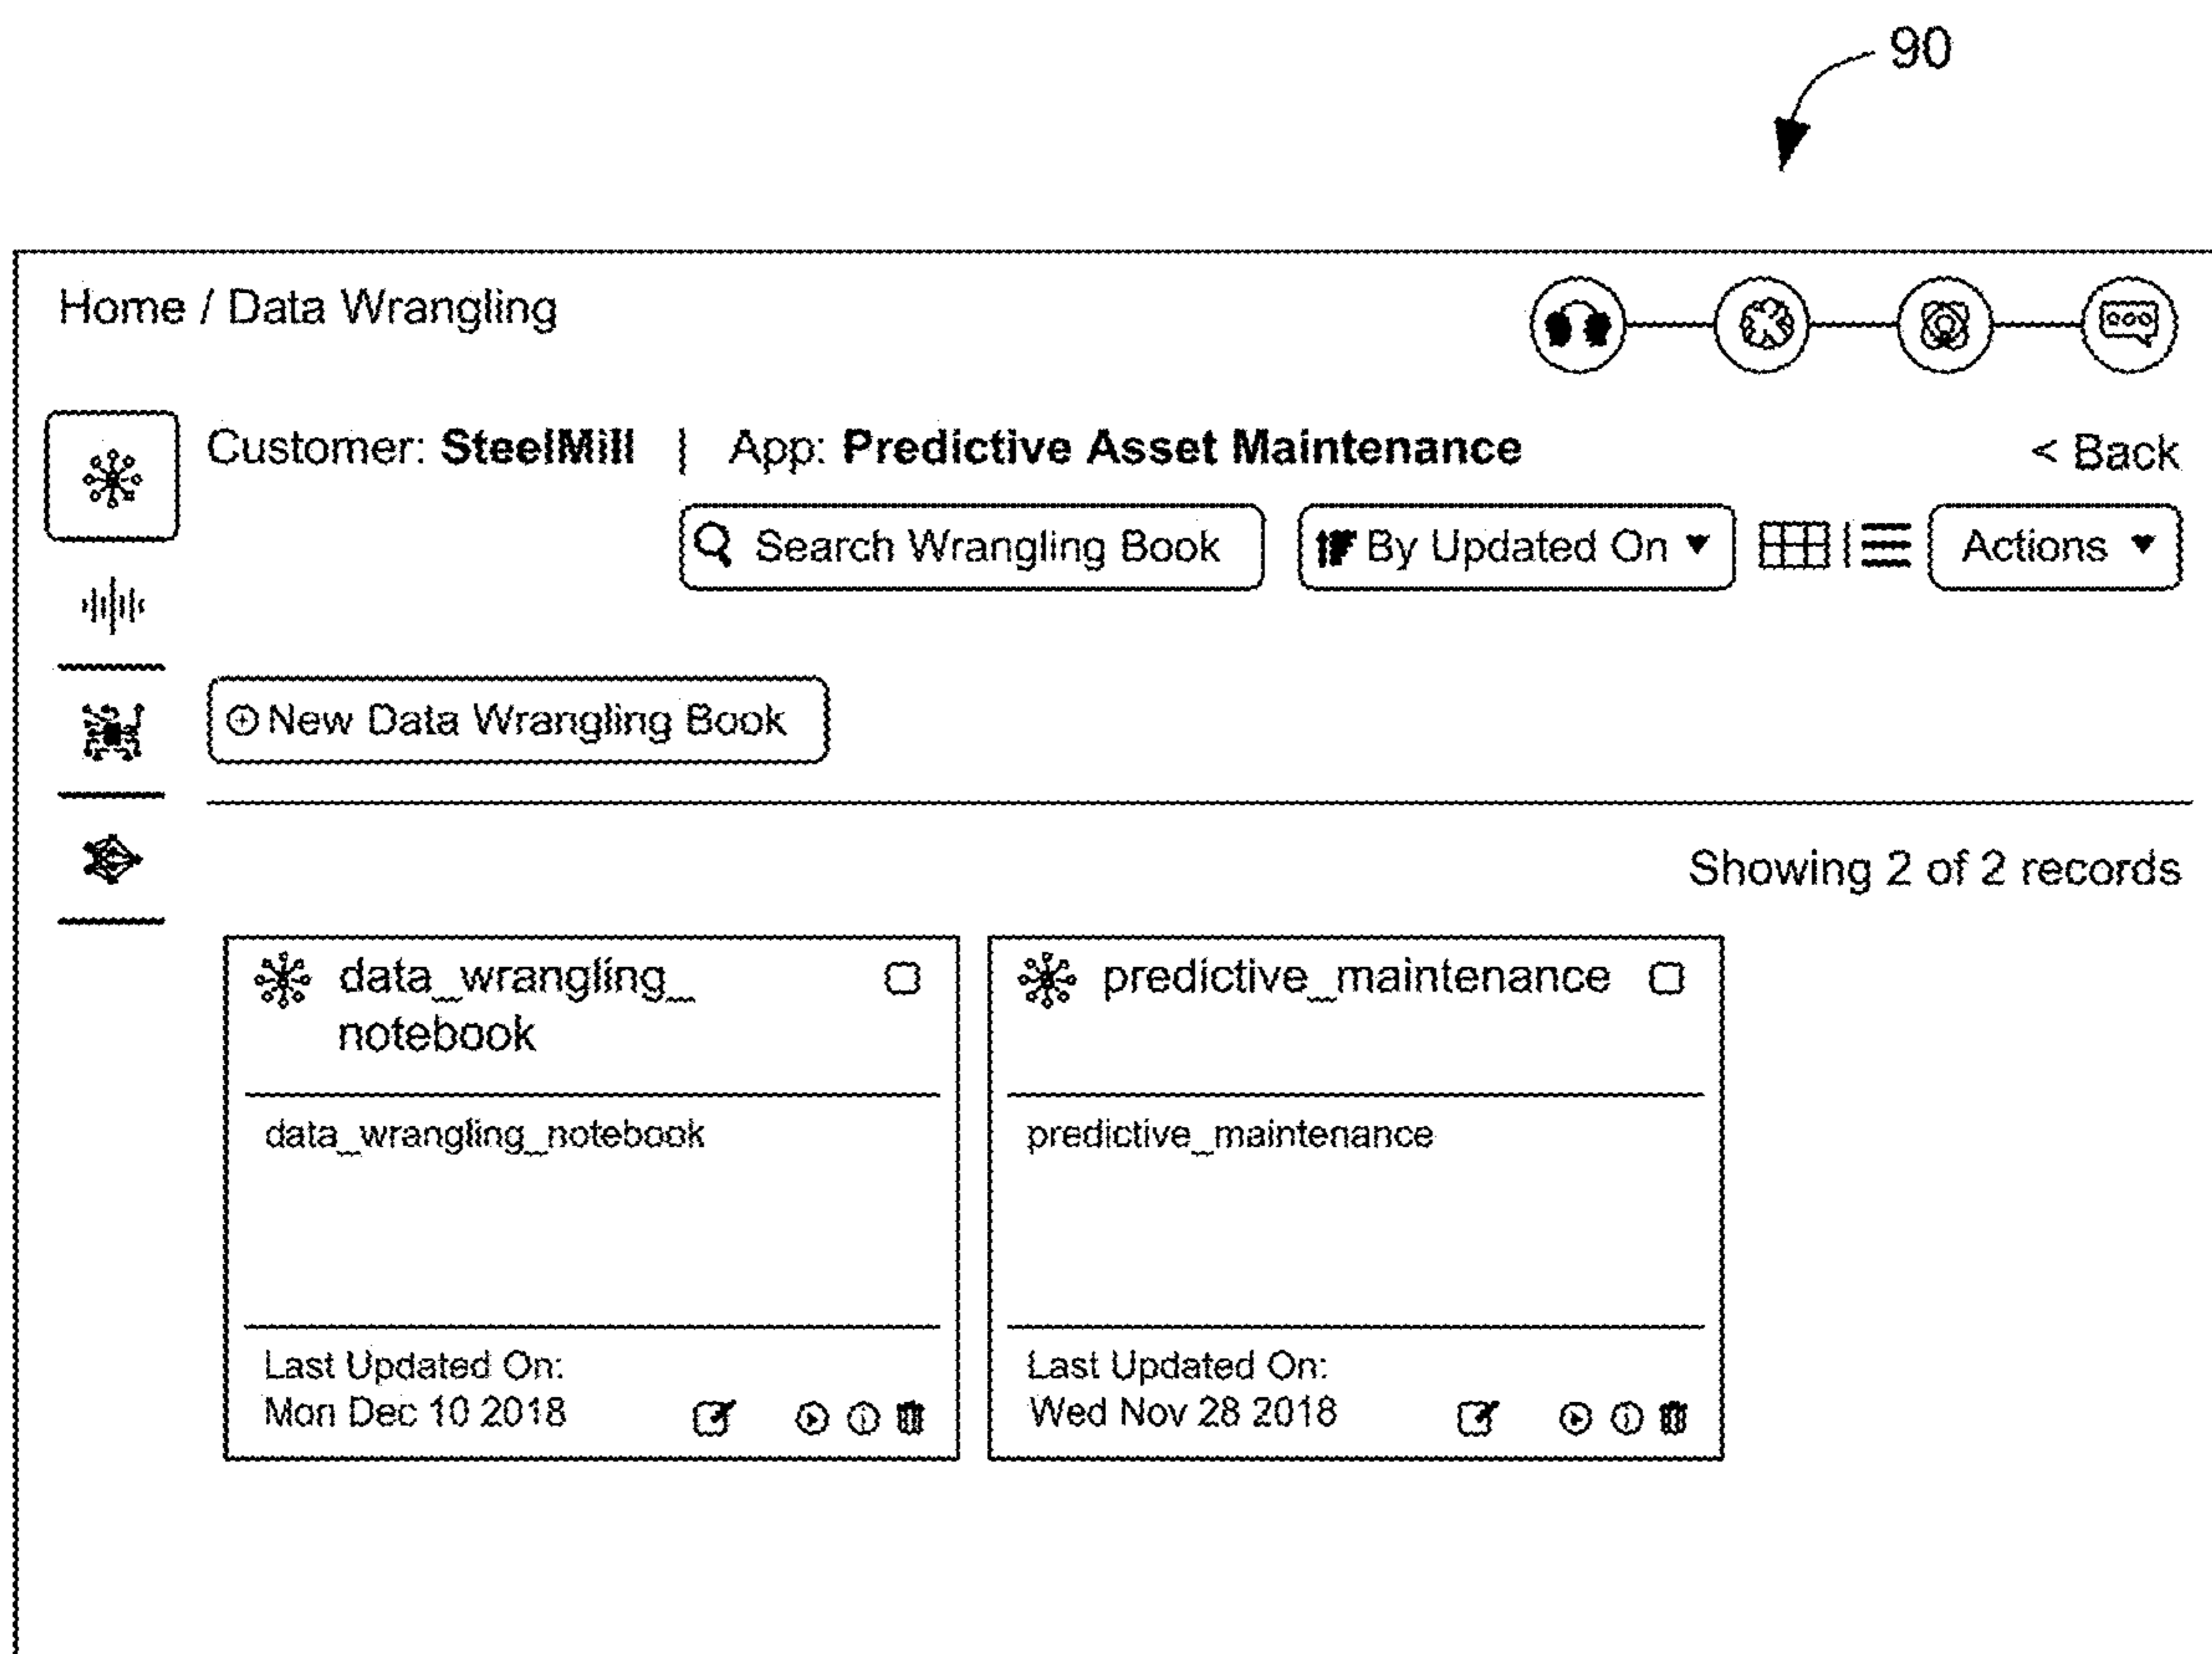 90
Home / Data Wrangling
Customer: SteelMill | App: Predictive Asset Maintenance
< Back
Search Wrangling Book
By Updated On
Actions
New Data Wrangling Book
Showing 2 of 2 records
data_wrangling_
notebook
data_wrangling_notebook
Last Updated On:
Mon Dec 10 2018
predictive_maintenance
predictive_maintenance
Last Updated On:
Wed Nov 28 2018